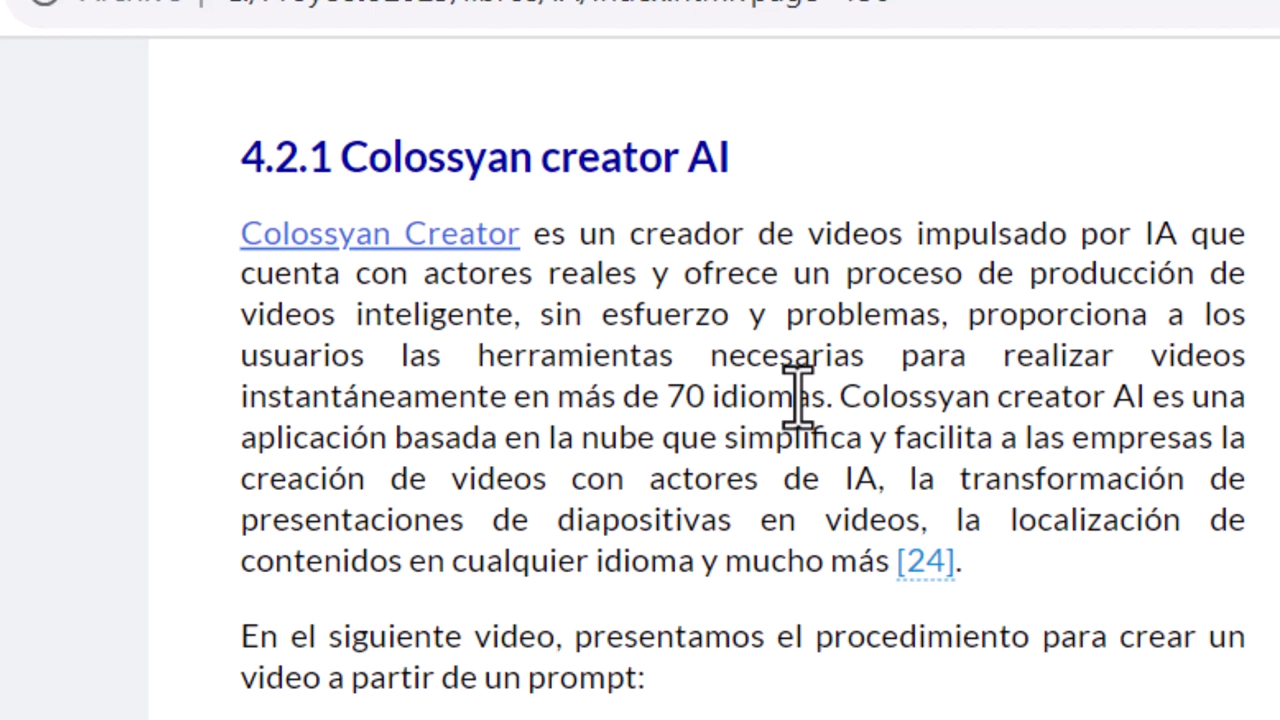 4.2.1 Colossyan creator AI
Colossyan Creator es un creador de videos impulsado por IA que
cuenta con actores reales y ofrece un proceso de producción de
videos inteligente, sin esfuerzo y problemas, proporciona a los
usuarios las herramientas necesarias para realizar videos
instantáneamente en más de 70 idiomas. Colossyan creator AI es una
aplicación basada en la nube que simplifica y facilita a las empresas la
creación de videos con actores de IA, la transformación de
presentaciones de diapositivas en videos, la localización de
contenidos en cualquier idioma y mucho más [24].
En el siguiente video, presentamos el procedimiento para crear un
video a partir de un prompt: